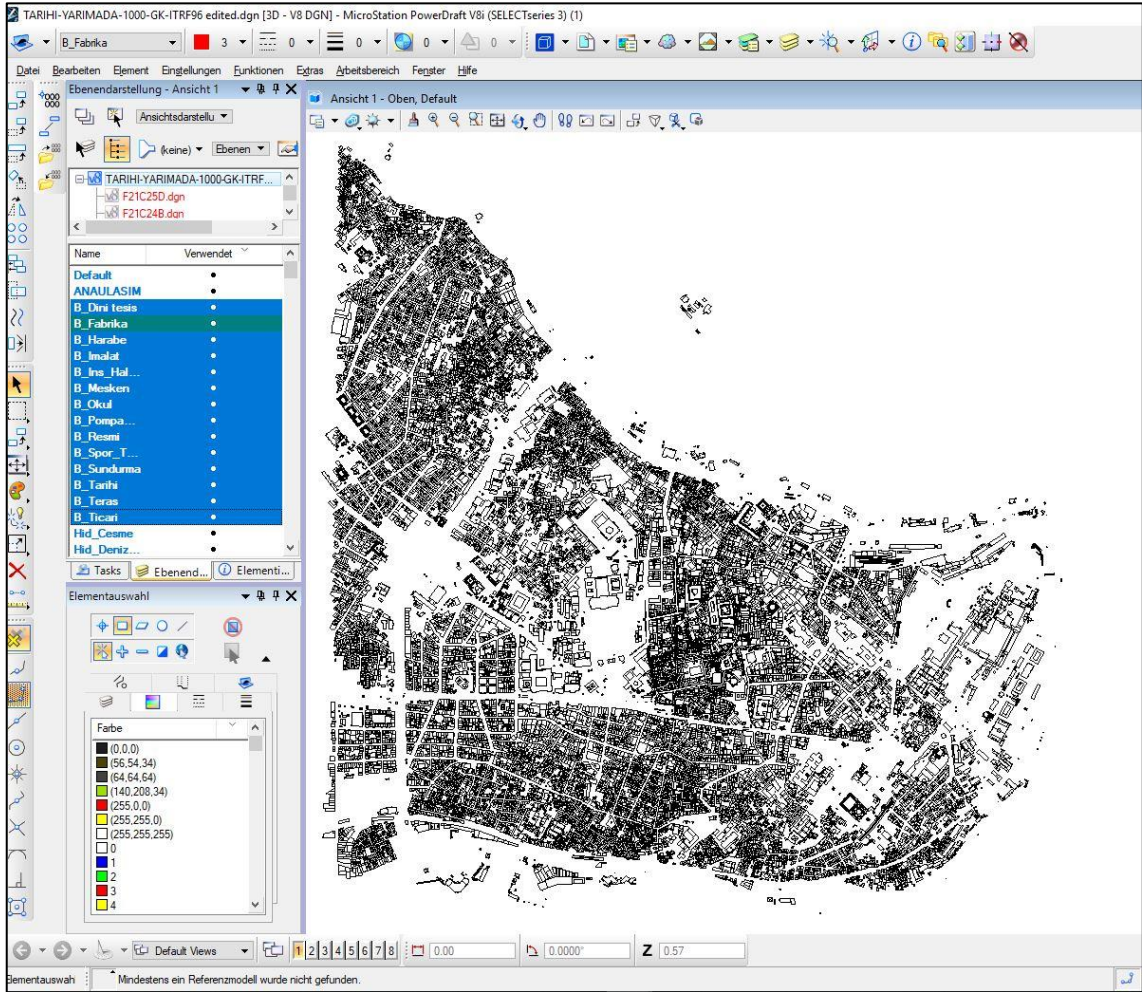 TARIHI-YARIMADA-1000-GK-ITRF96 edited.dgn [3D - V8 DGN] - MicroStation PowerDraft V8i (SELECTseries 3) (1)
B_Fabrika 3 0 0 0 0
Datei Bearbeiten Element Einstellungen Funktionen Extras Arbeitsbereich Fenster Hilfe
Ebenendarstellung - Ansicht 1
Ansichtsdarstellu
(keine) Ebenen
TARIHI-YARIMADA-1000-GK-ITRF...
F21C25D.dgn
F21C24B.dgn
Name Verwendet
Default
ANAULASIM
B_Dini tesis
B_Fabrika
B_Harabe
B_Imalat
B_Ins_Hal...
B_Mesken
B_Okul
B_Pompa...
B_Resmi
B_Spor_T...
B_Sundurma
B_Tarihi
B_Teras
B_Ticari
Hid_Cesme
Hid_Deniz...
Tasks Ebenend... Elementi...
Elementauswahl
Farbe
(0,0,0)
(56,54,34)
(64,64,64)
(140,208,34)
(255,0,0)
(255,255,0)
(255,255,255)
0
1
2
3
4
Ansicht 1 - Oben, Default
Default Views 1 2 3 4 5 6 7 8 0.00 0.0000° Z 0.57
Elementauswah Mindestens ein Referenzmodell wurde nicht gefunden.